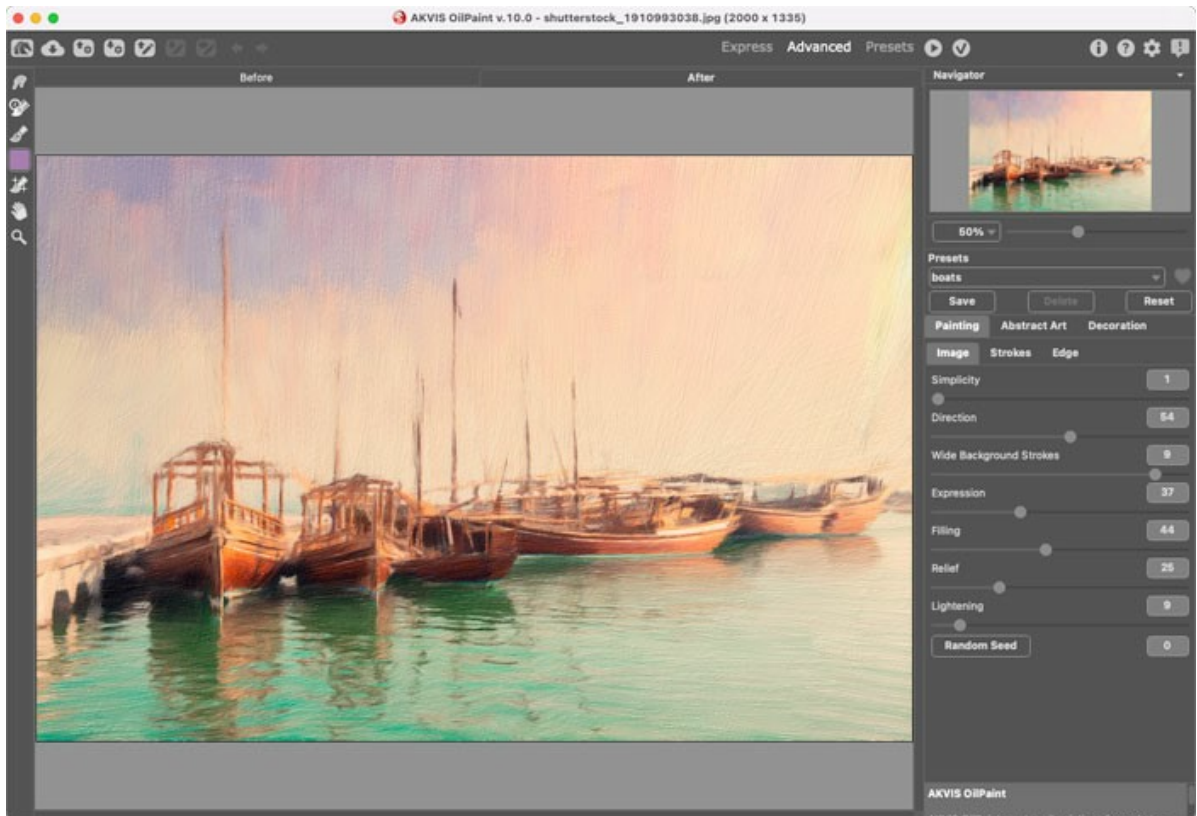 AKVIS OilPaint v.10.0 - shutterstock_1910993038.jpg (2000 x 1335)
Express Advanced Presets
Before After
Navigator
50%
Presets
boats
Save Delete Reset
Painting Abstract Art Decoration
Image Strokes Edge
Simplicity 1
Direction 54
Wide Background Strokes 9
Expression 37
Filling 44
Relief 25
Lightening 9
Random Seed 0
AKVIS OilPaint